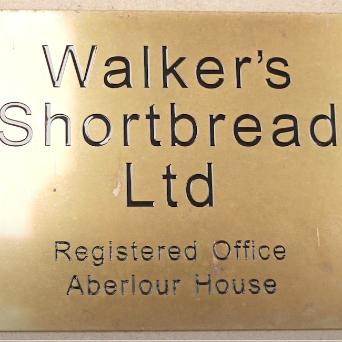 Walker's
Shortbread
Ltd
Registered Office
Aberlour House